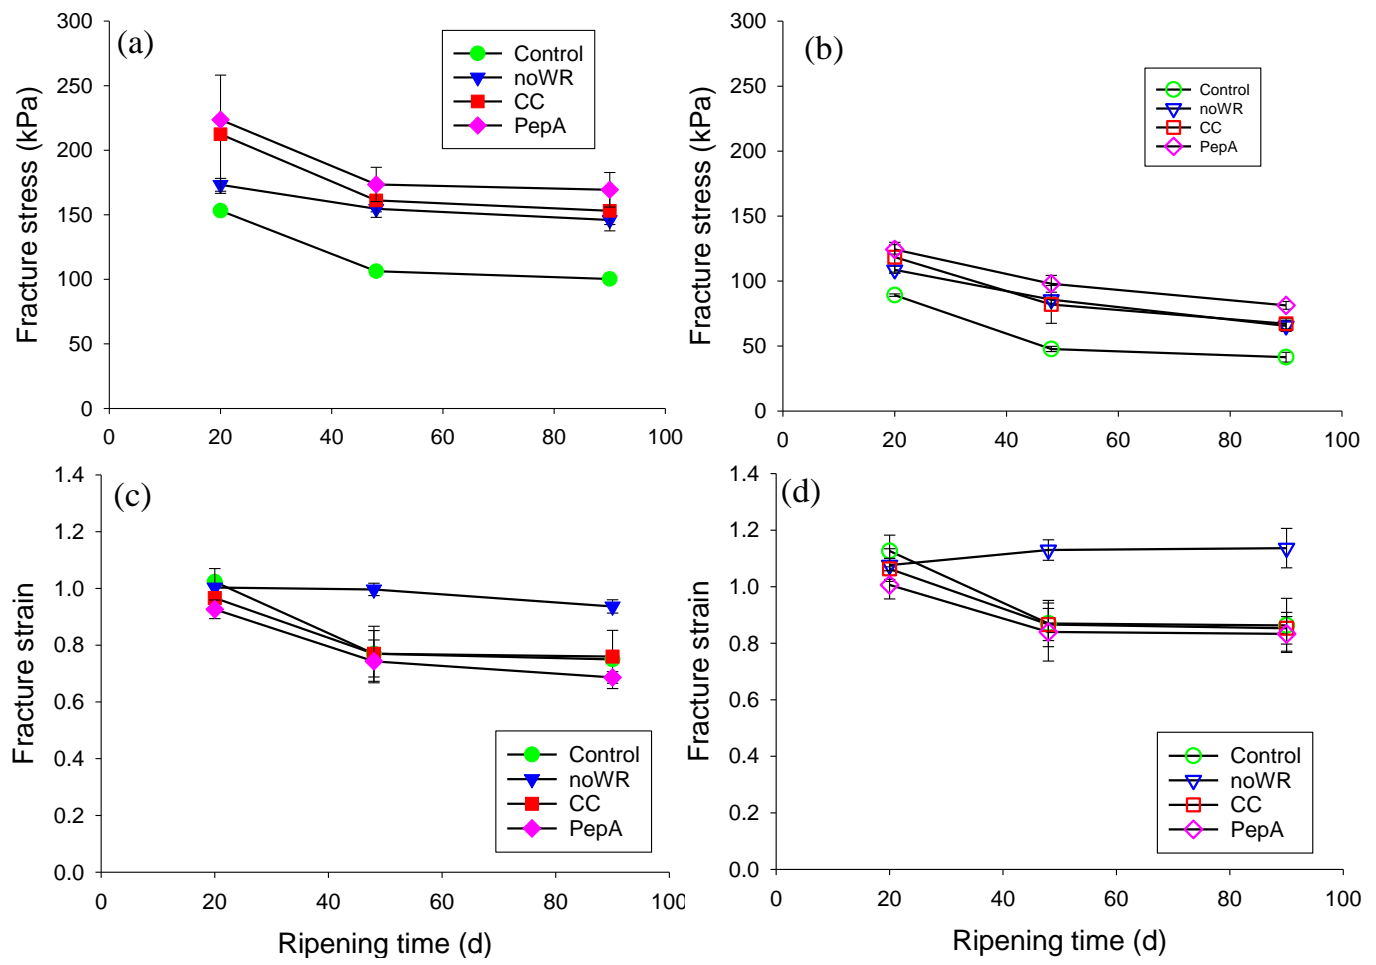 (a)
Fracture stress (kPa)
300
250
200
150
100
50
0
0 20 40 60 80 100
Control
noWR
CC
PepA
(b)
Fracture stress (kPa)
300
250
200
150
100
50
0
0 20 40 60 80 100
Control
noWR
CC
PepA
(c)
Fracture strain
1.4
1.2
1.0
0.8
0.6
0.4
0.2
0.0
0 20 40 60 80 100
Ripening time (d)
Control
noWR
CC
PepA
(d)
Fracture strain
1.4
1.2
1.0
0.8
0.6
0.4
0.2
0.0
0 20 40 60 80 100
Ripening time (d)
Control
noWR
CC
PepA